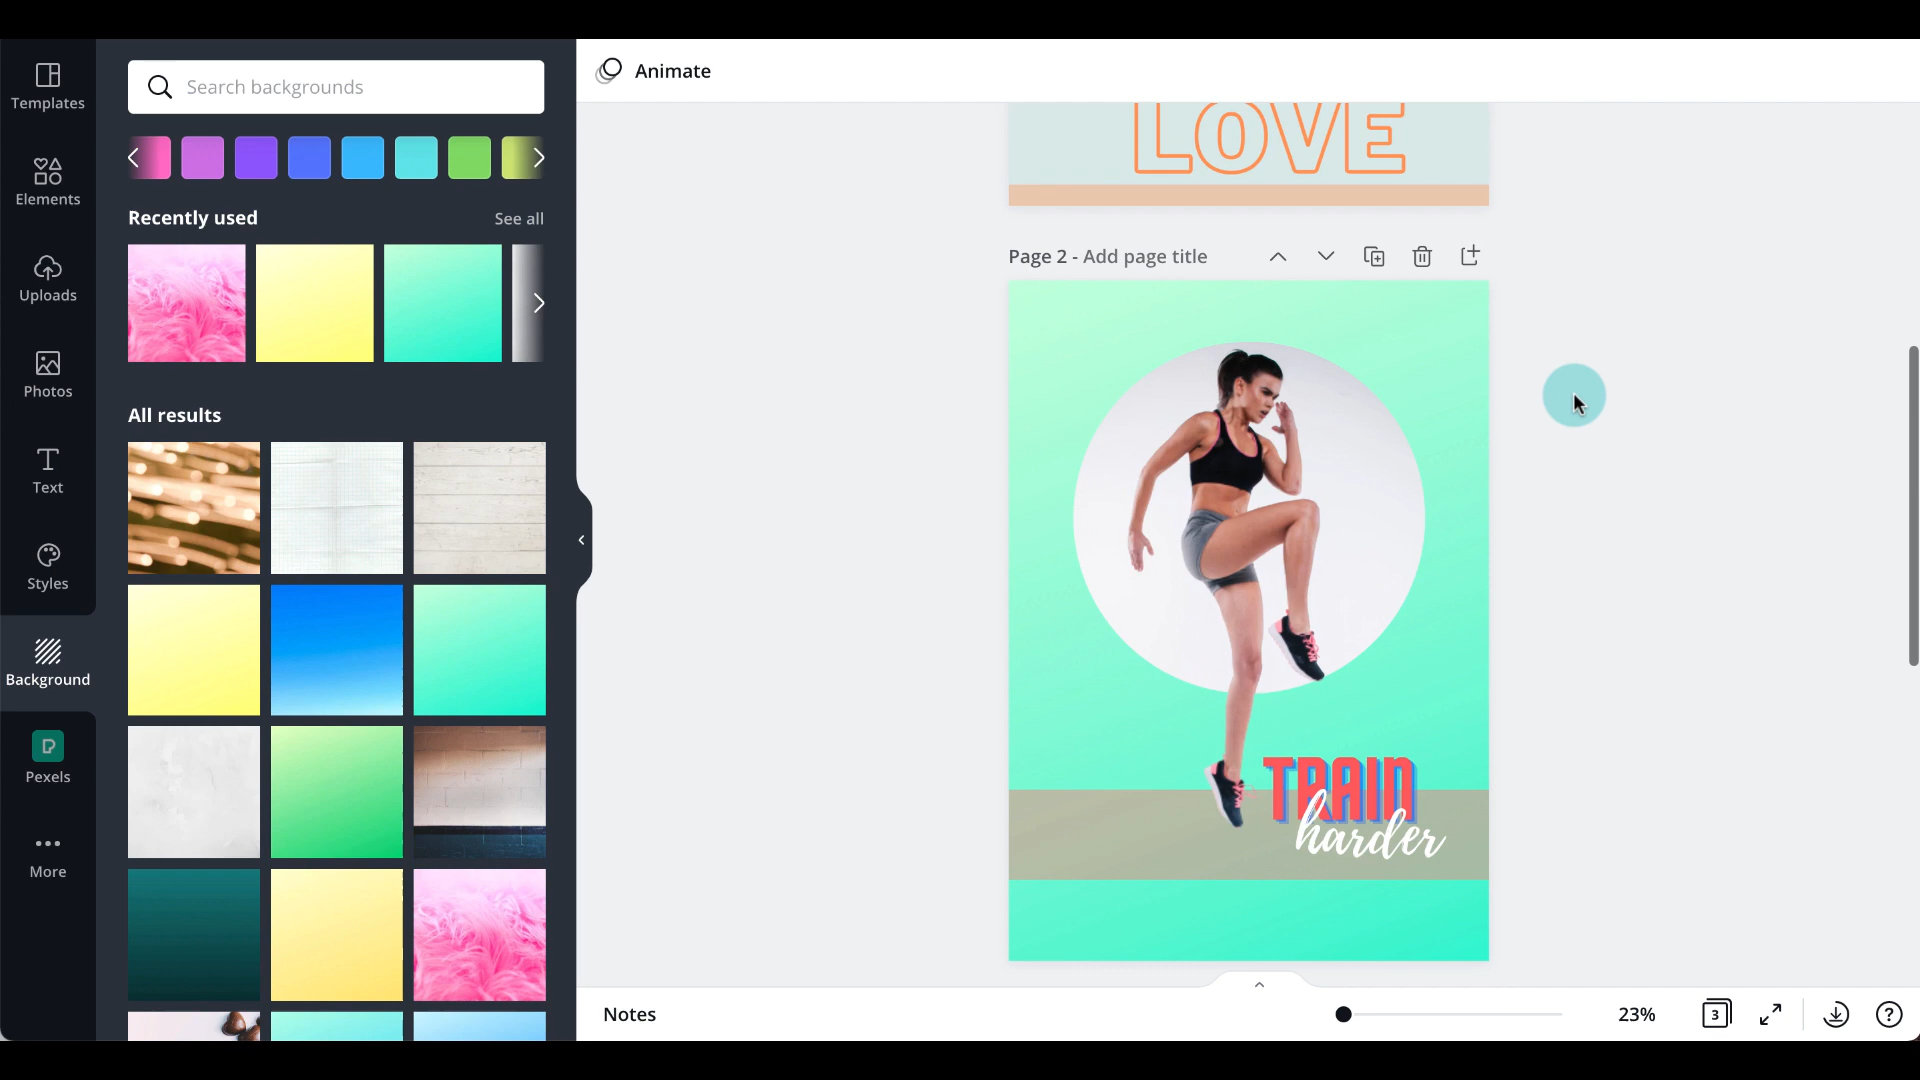 Templates
Elements
Uploads
Photos
Text
Styles
Background
Pexels
More
Search backgrounds
Recently used
See all
All results
Animate
LOVE
Page 2 - Add page title
TRAIN
harder
Notes
23%
3
?